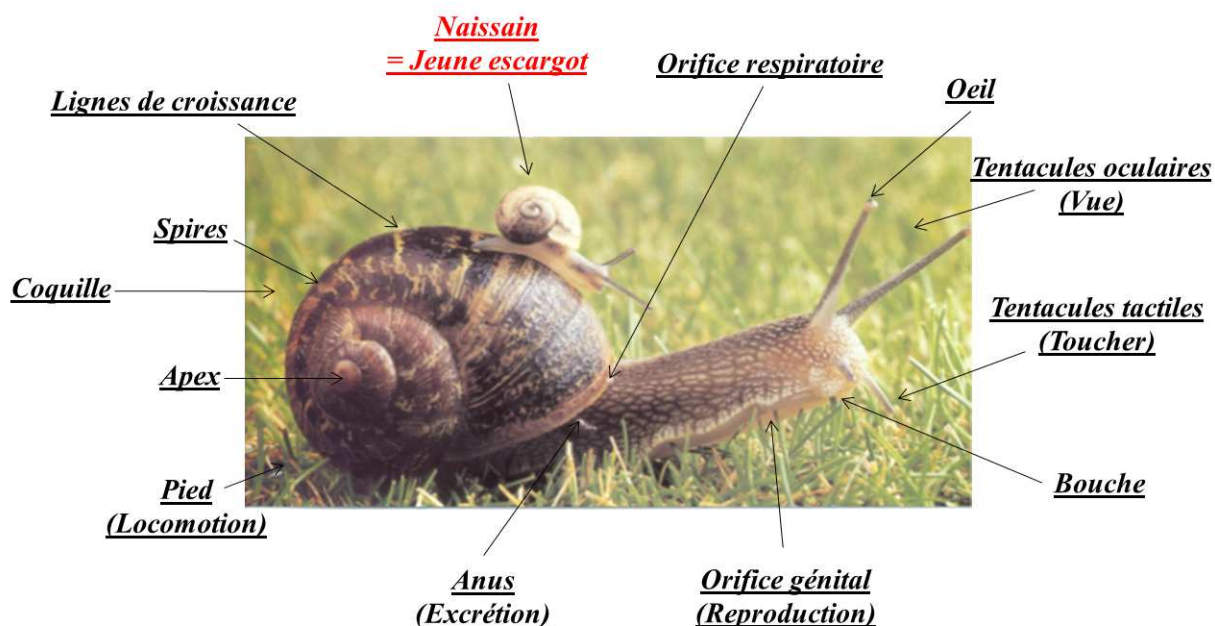 Naissain
= Jeune escargot
Orifice respiratoire
Oeil
Lignes de croissance
Tentacules oculaires
(Vue)
Spires
Coquille
Tentacules tactiles
(Toucher)
Apex
Pied
(Locomotion)
Bouche
Anus
(Excrétion)
Orifice génital
(Reproduction)